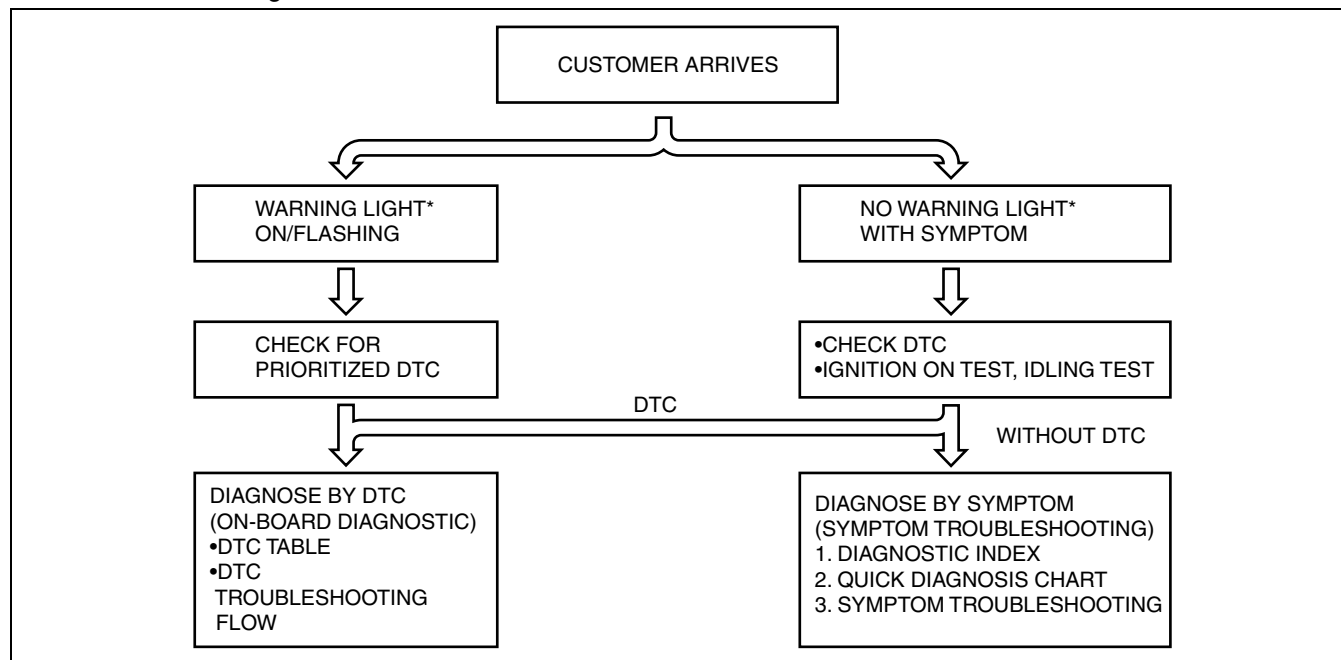 CUSTOMER ARRIVES
WARNING LIGHT*
ON/FLASHING
NO WARNING LIGHT*
WITH SYMPTOM
CHECK FOR
PRIORITIZED DTC
•CHECK DTC
•IGNITION ON TEST, IDLING TEST
DTC
WITHOUT DTC
DIAGNOSE BY DTC
(ON-BOARD DIAGNOSTIC)
•DTC TABLE
•DTC
TROUBLESHOOTING
FLOW
DIAGNOSE BY SYMPTOM
(SYMPTOM TROUBLESHOOTING)
1. DIAGNOSTIC INDEX
2. QUICK DIAGNOSIS CHART
3. SYMPTOM TROUBLESHOOTING